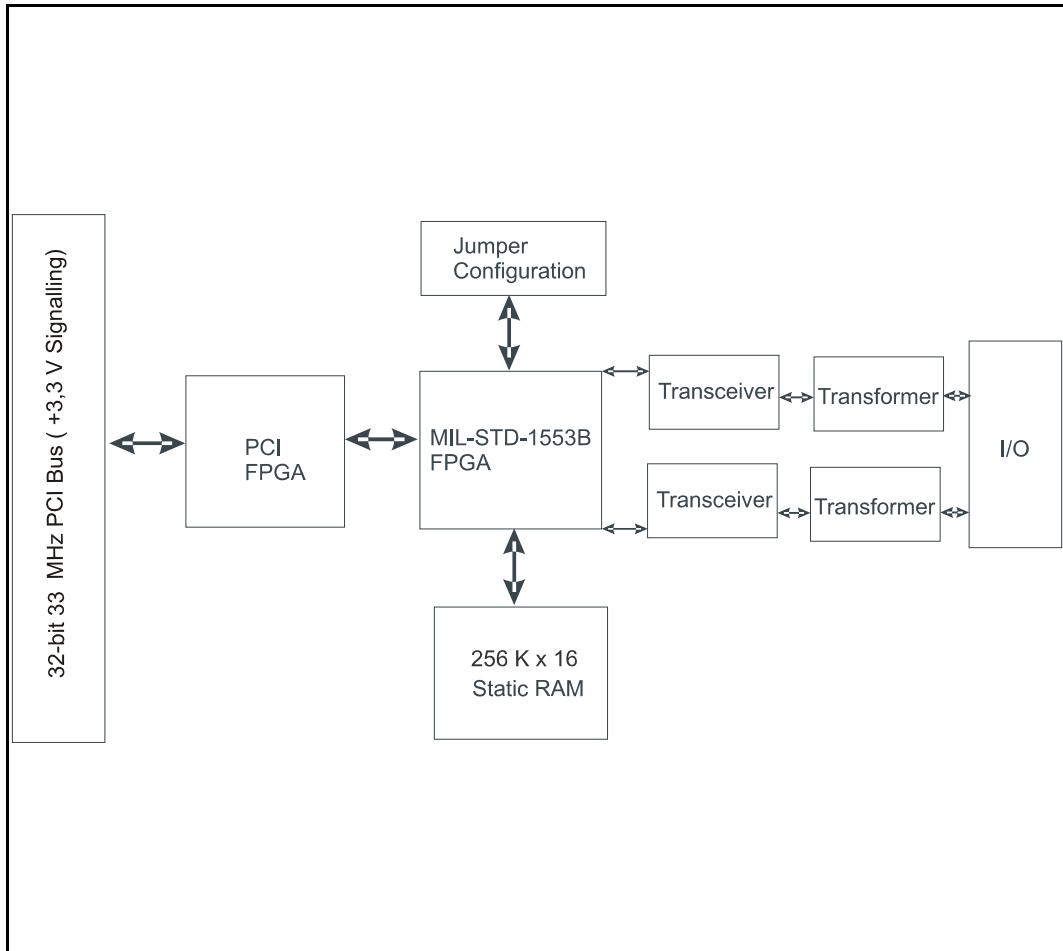 32-bit 33 MHz PCI Bus ( +3,3 V Signalling)
PCI
FPGA
Jumper
Configuration
MIL-STD-1553B
FPGA
256 K x 16
Static RAM
Transceiver
Transformer
Transceiver
Transformer
I/O